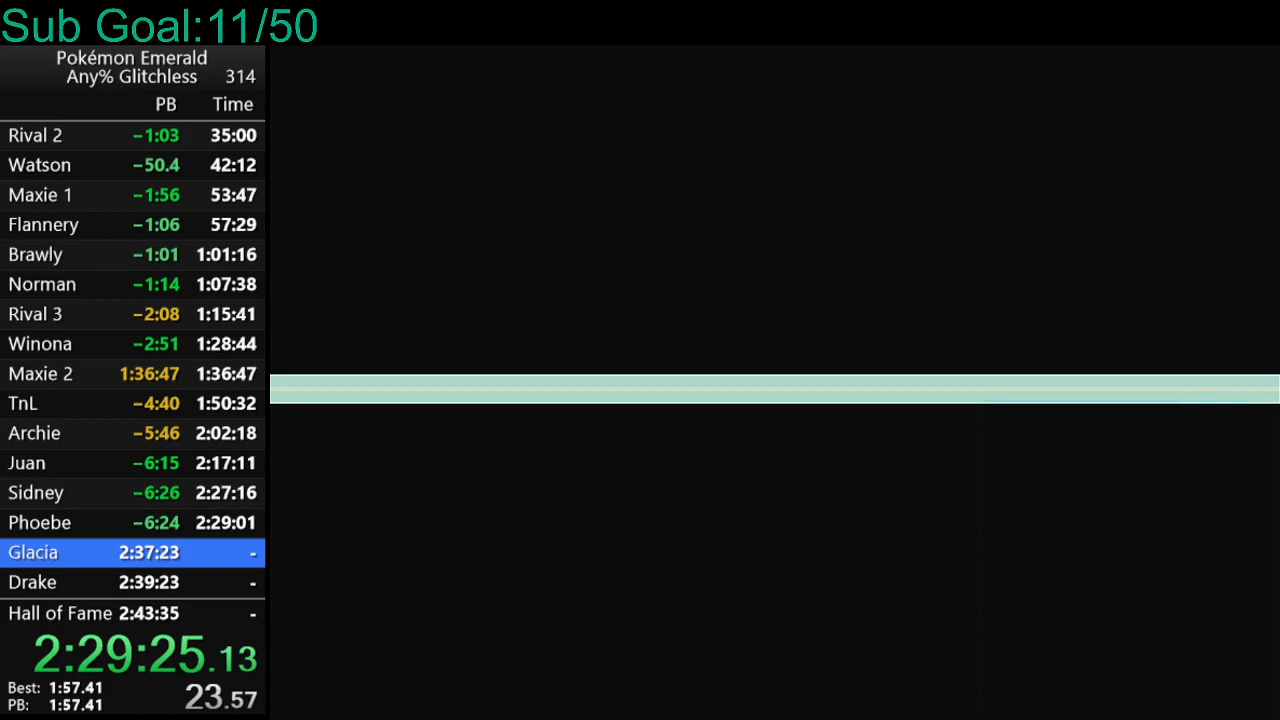 Sub Goal:11/50
Pokémon Emerald
Any% Glitchless 314
PB Time
Rival 2 −1:03 35:00
Watson −50.4 42:12
Maxie 1 −1:56 53:47
Flannery −1:06 57:29
Brawly −1:01 1:01:16
Norman −1:14 1:07:38
Rival 3 −2:08 1:15:41
Winona −2:51 1:28:44
Maxie 2 1:36:47 1:36:47
TnL −4:40 1:50:32
Archie −5:46 2:02:18
Juan −6:15 2:17:11
Sidney −6:26 2:27:16
Phoebe −6:24 2:29:01
Glacia 2:37:23 -
Drake 2:39:23 -
Hall of Fame 2:43:35 -
2:29:25.13
Best: 1:57.41 23.57
PB: 1:57.41